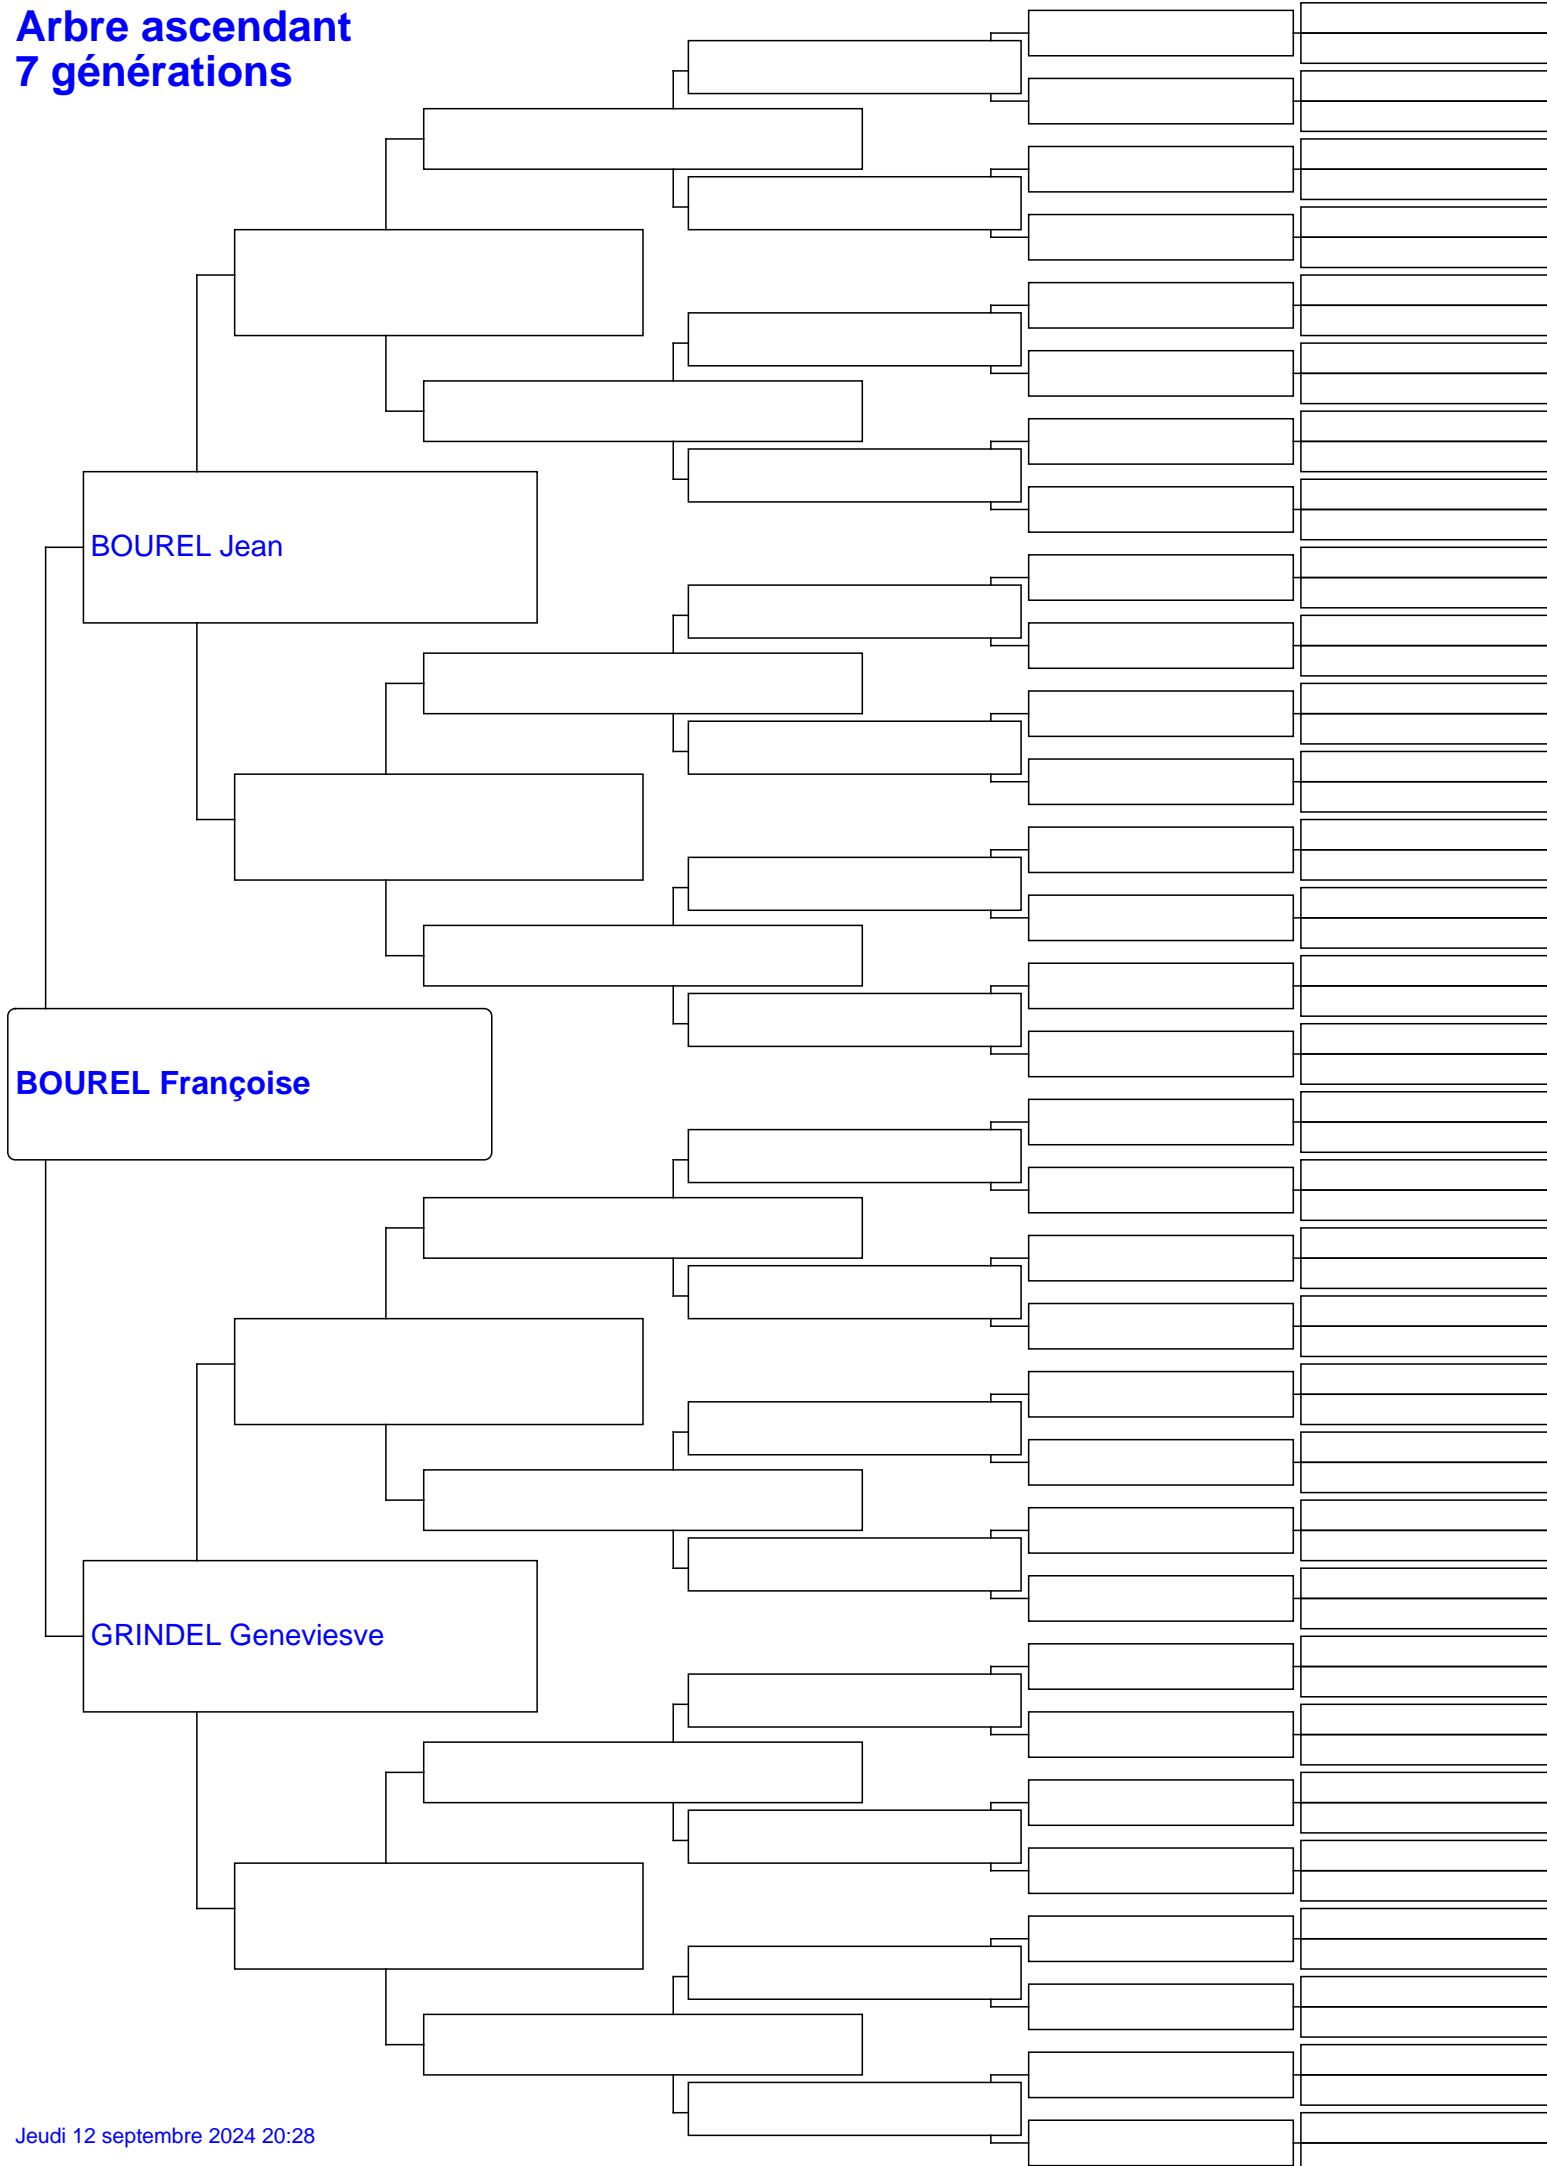 Arbre ascendant
7 générations
BOUREL Jean
BOUREL Françoise
GRINDEL Geneviesve
Jeudi 12 septembre 2024 20:28